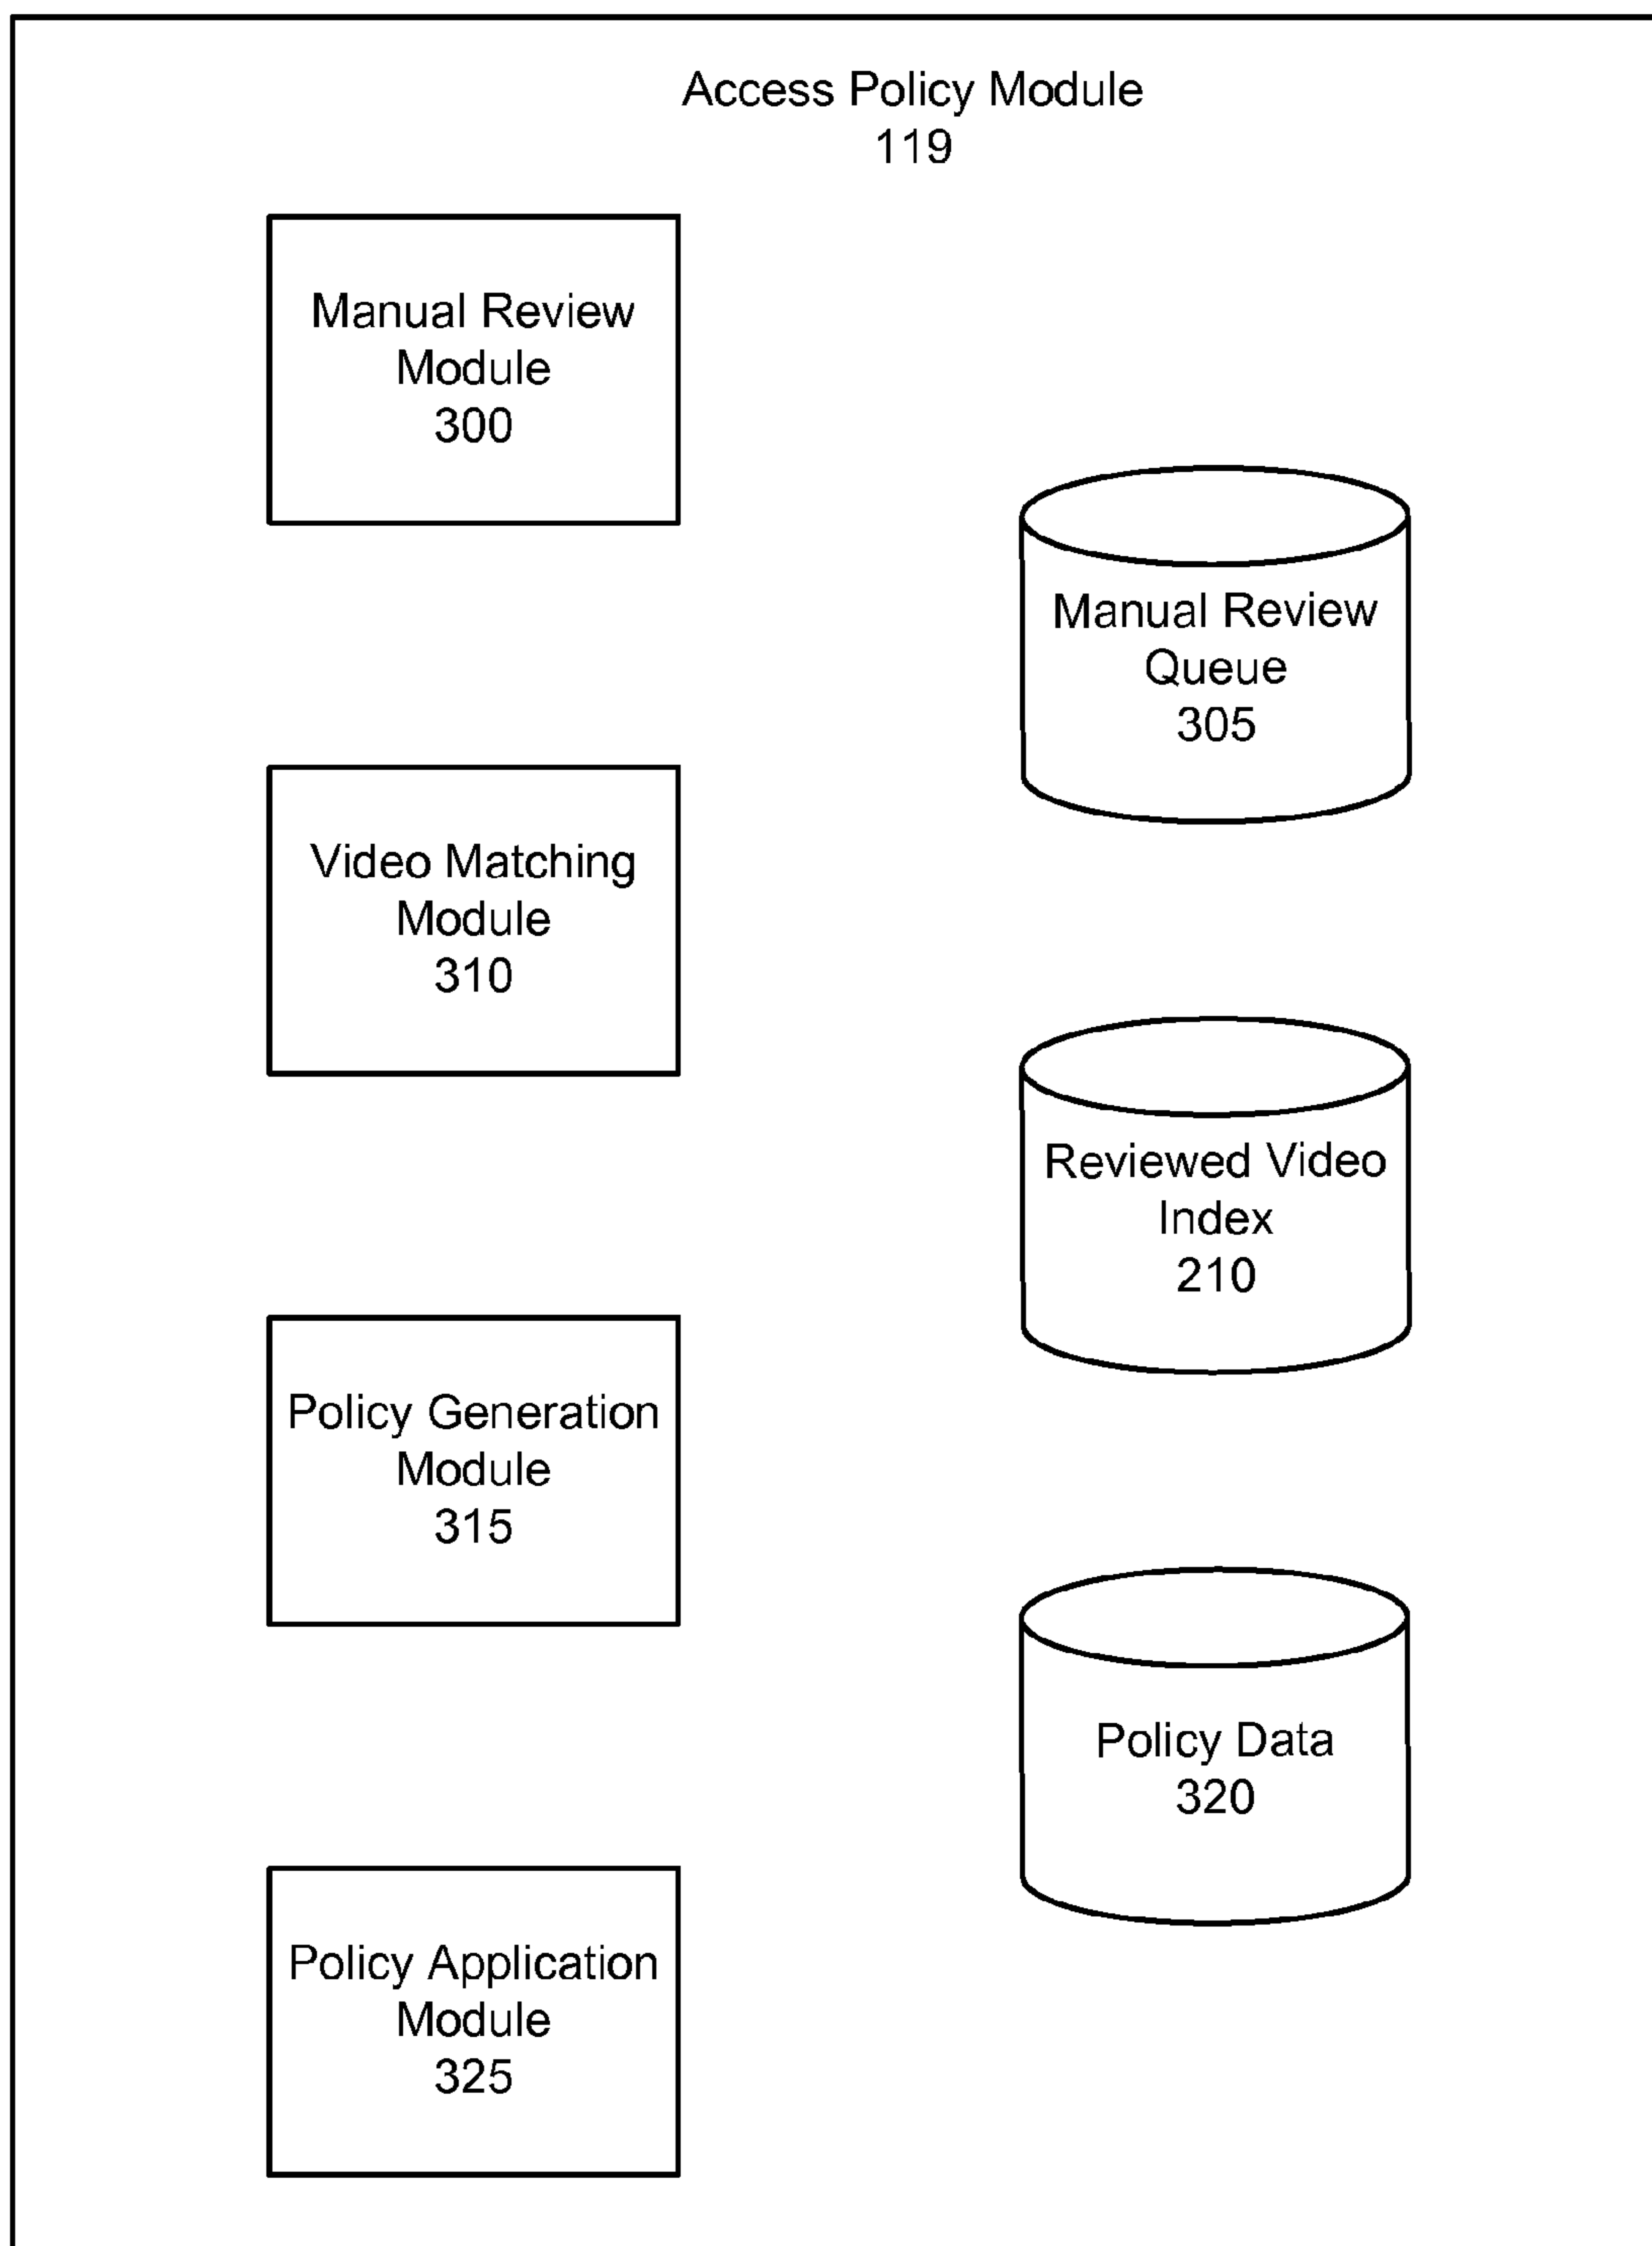 Access Policy Module
119
Manual Review
Module
300
Manual Review
Queue
305
Video Matching
Module
310
Reviewed Video
Index
210
Policy Generation
Module
315
Policy Data
320
Policy Application
Module
325